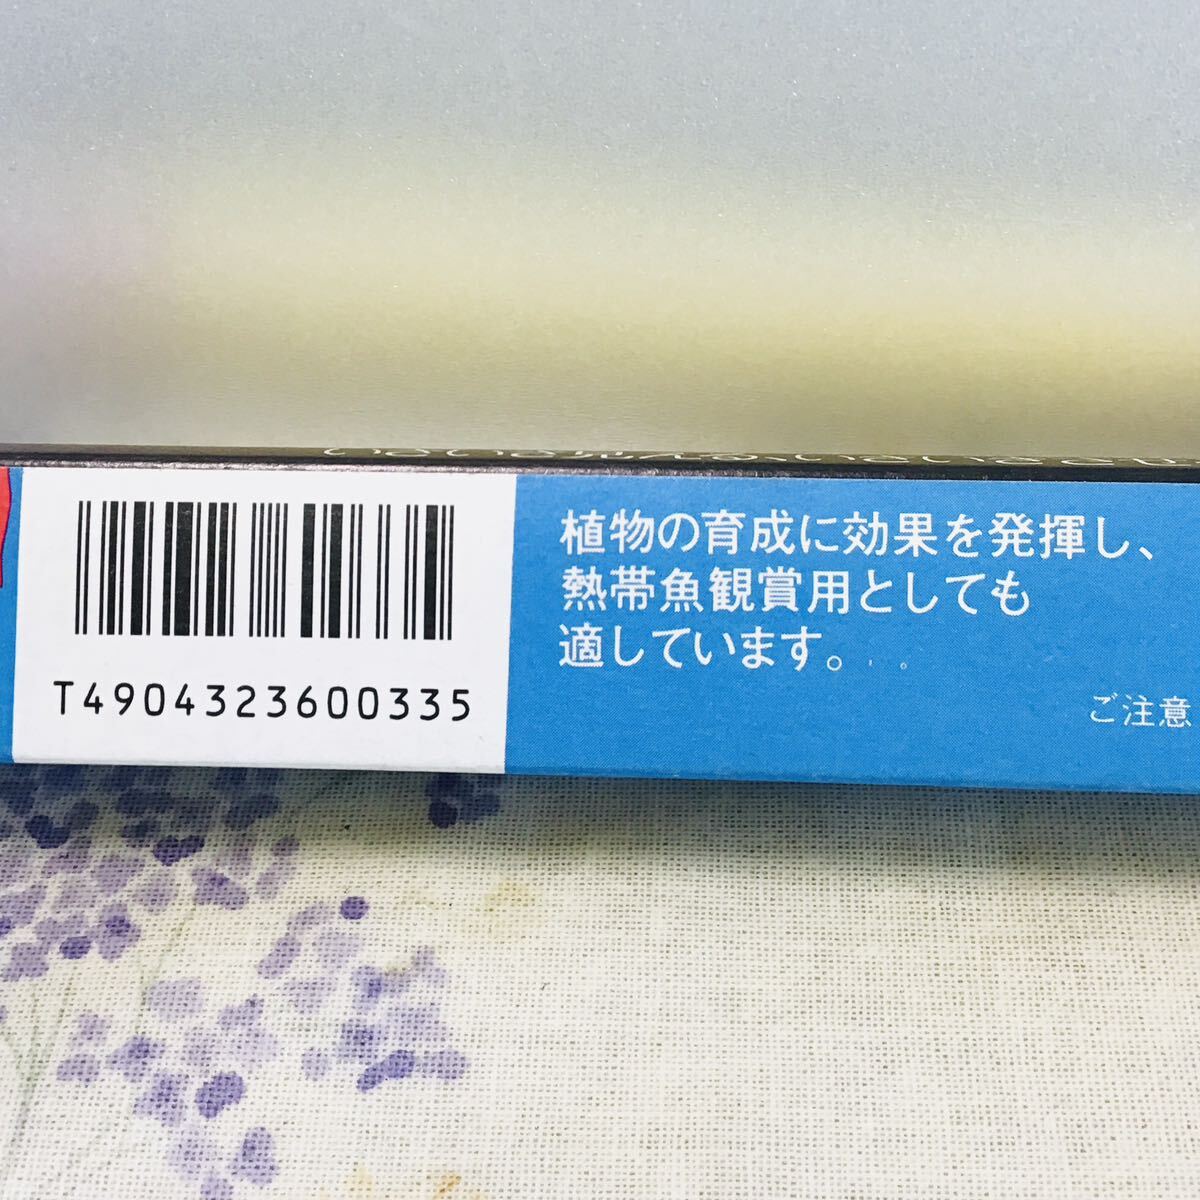 T4904323600335
植物の育成に効果を発揮し、
熱帯魚観賞用としても
適しています。
ご注意